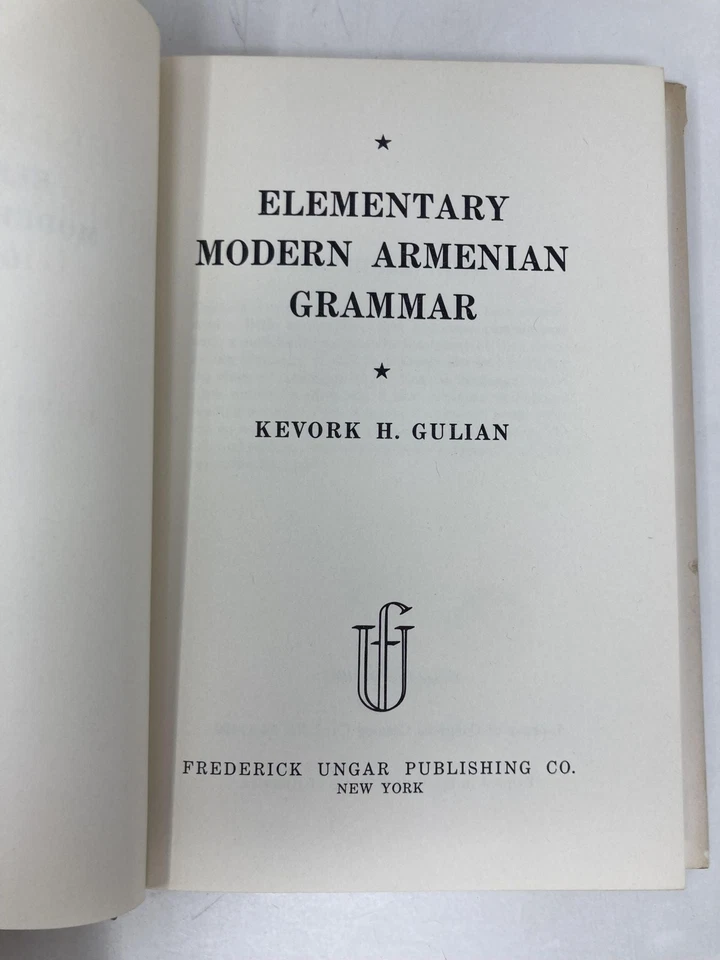 ★
ELEMENTARY
MODERN ARMENIAN
GRAMMAR
★
KEVORK H. GULIAN
FREDERICK UNGAR PUBLISHING CO.
NEW YORK